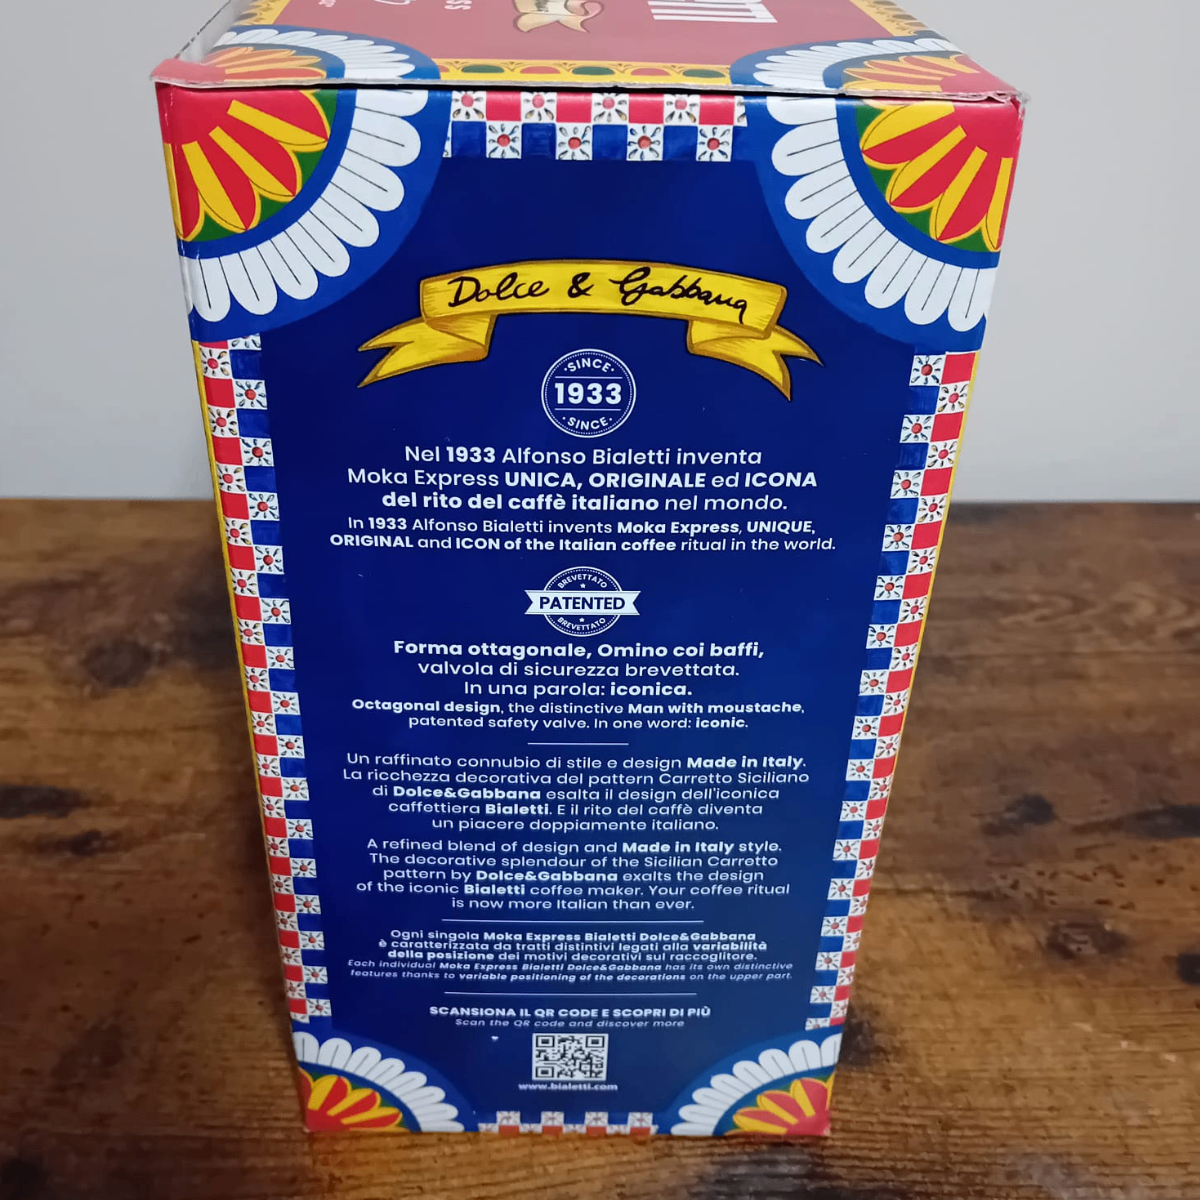 Dolce & Gabbana
·SINCE·
1933
·SINCE·
Nel 1933 Alfonso Bialetti inventa
Moka Express UNICA, ORIGINALE ed ICONA
del rito del caffè italiano nel mondo.
In 1933 Alfonso Bialetti invents Moka Express, UNIQUE,
ORIGINAL and ICON of the Italian coffee ritual in the world.
BREVETTATO
PATENTED
BREVETTATO
Forma ottagonale, Omino coi baffi,
valvola di sicurezza brevettata.
In una parola: iconica.
Octagonal design, the distinctive Man with moustache,
patented safety valve. In one word: iconic.
Un raffinato connubio di stile e design Made in Italy.
La ricchezza decorativa del pattern Carretto Siciliano
di Dolce&Gabbana esalta il design dell'iconica
caffettiera Bialetti. E il rito del caffè diventa
un piacere doppiamente italiano.
A refined blend of design and Made in Italy style.
The decorative splendour of the Sicilian Carretto
pattern by Dolce&Gabbana exalts the design
of the iconic Bialetti coffee maker. Your coffee ritual
is now more Italian than ever.
Ogni singola Moka Express Bialetti Dolce&Gabbana
è caratterizzata da tratti distintivi legati alla variabilità
della posizione dei motivi decorativi sul raccoglitore.
Each individual Moka Express Bialetti Dolce&Gabbana has its own distinctive
features thanks to variable positioning of the decorations on the upper part.
SCANSIONA IL QR CODE E SCOPRI DI PIÙ
Scan the QR code and discover more
www.bialetti.com